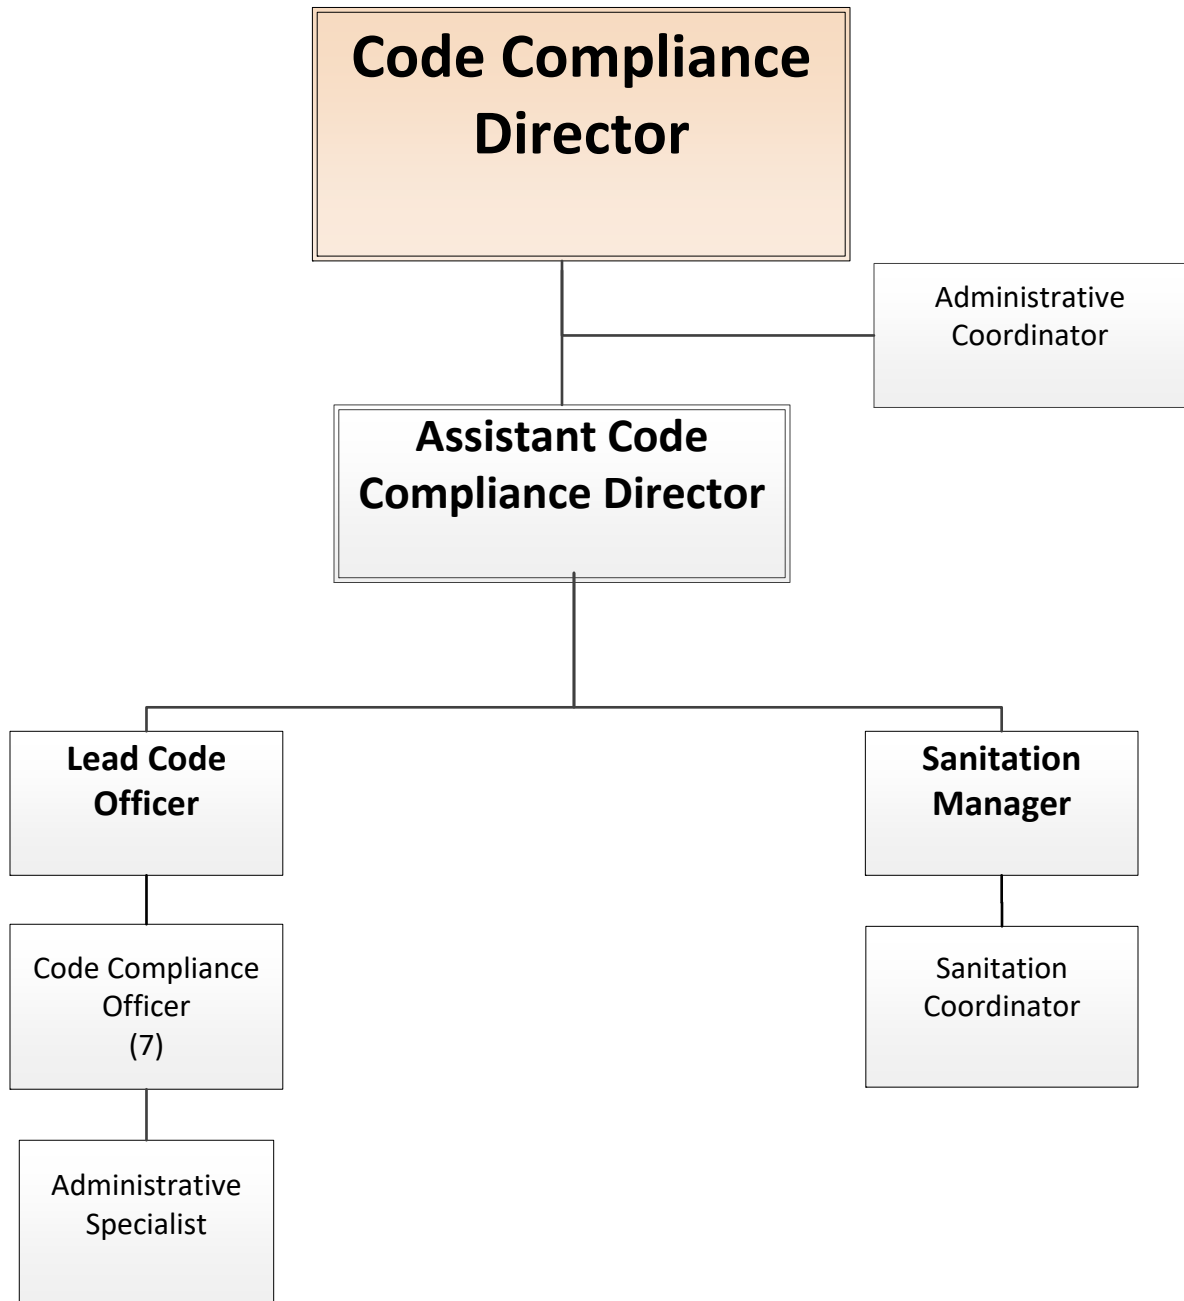 Code Compliance
Director
Administrative
Coordinator
Assistant Code
Compliance Director
Lead Code
Officer
Sanitation
Manager
Code Compliance
Officer
(7)
Sanitation
Coordinator
Administrative
Specialist